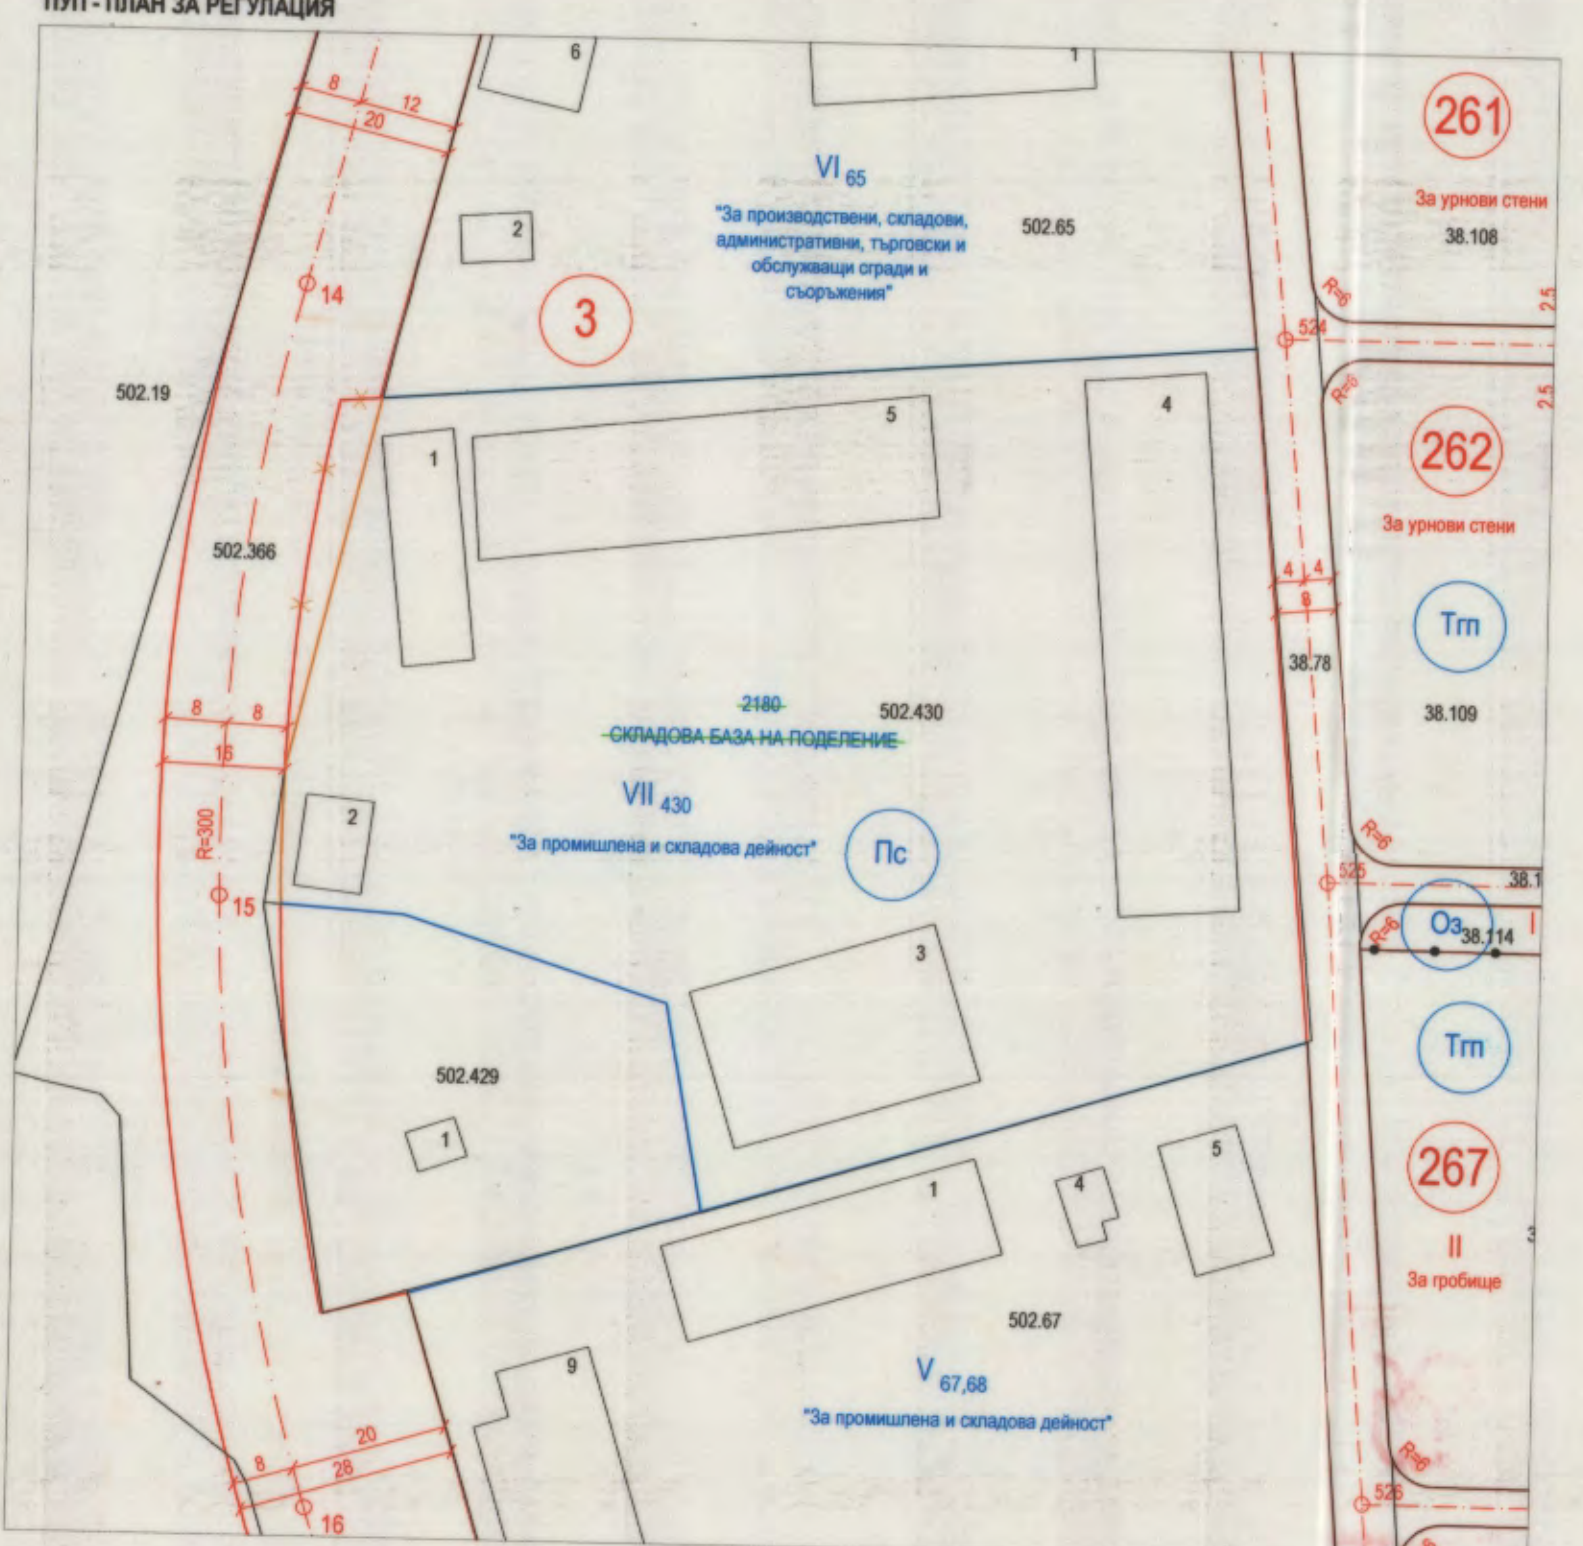 ПУП - ПЛАН ЗА РЕГУЛАЦИЯ
6
1
8
12
20
261
За урнови стени
38.108
VI 65
"За производствени, складови,
административни, търговски и
обслужващи сгради и
съоръжения"
502.65
2
3
14
R=6
2.5
524
502.19
R=6
2.5
5
4
1
262
За урнови стени
502.366
4
4
8
Тгп
38.78
38.109
8
8
16
2180
502.430
СКЛАДОВА БАЗА НА ПОДЕЛЕНИЕ
VII 430
"За промишлена и складова дейност"
Пс
R=300
2
R=6
525
38.1
15
Оз
38.114
I
R=6
3
Тгп
502.429
1
267
II
За гробище
3
1
4
5
502.67
V 67,68
"За промишлена и складова дейност"
9
20
8
28
R=6
526
16